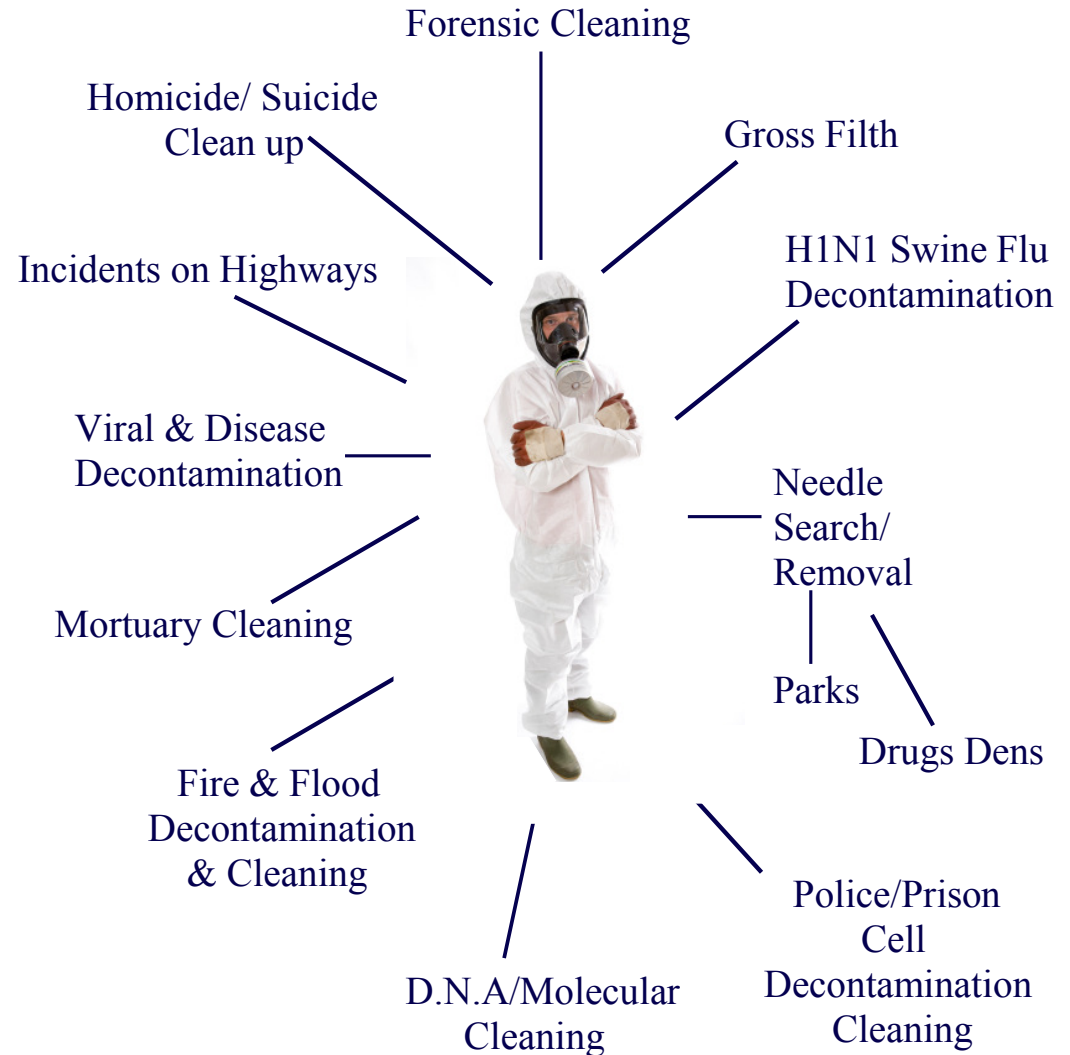 Forensic Cleaning
Homicide/ Suicide
Clean up
Gross Filth
H1N1 Swine Flu
Decontamination
Incidents on Highways
Viral & Disease
Decontamination
Needle
Search/
Removal
Mortuary Cleaning
Parks
Drugs Dens
Fire & Flood
Decontamination
& Cleaning
Police/Prison
Cell
Decontamination
Cleaning
D.N.A/Molecular
Cleaning